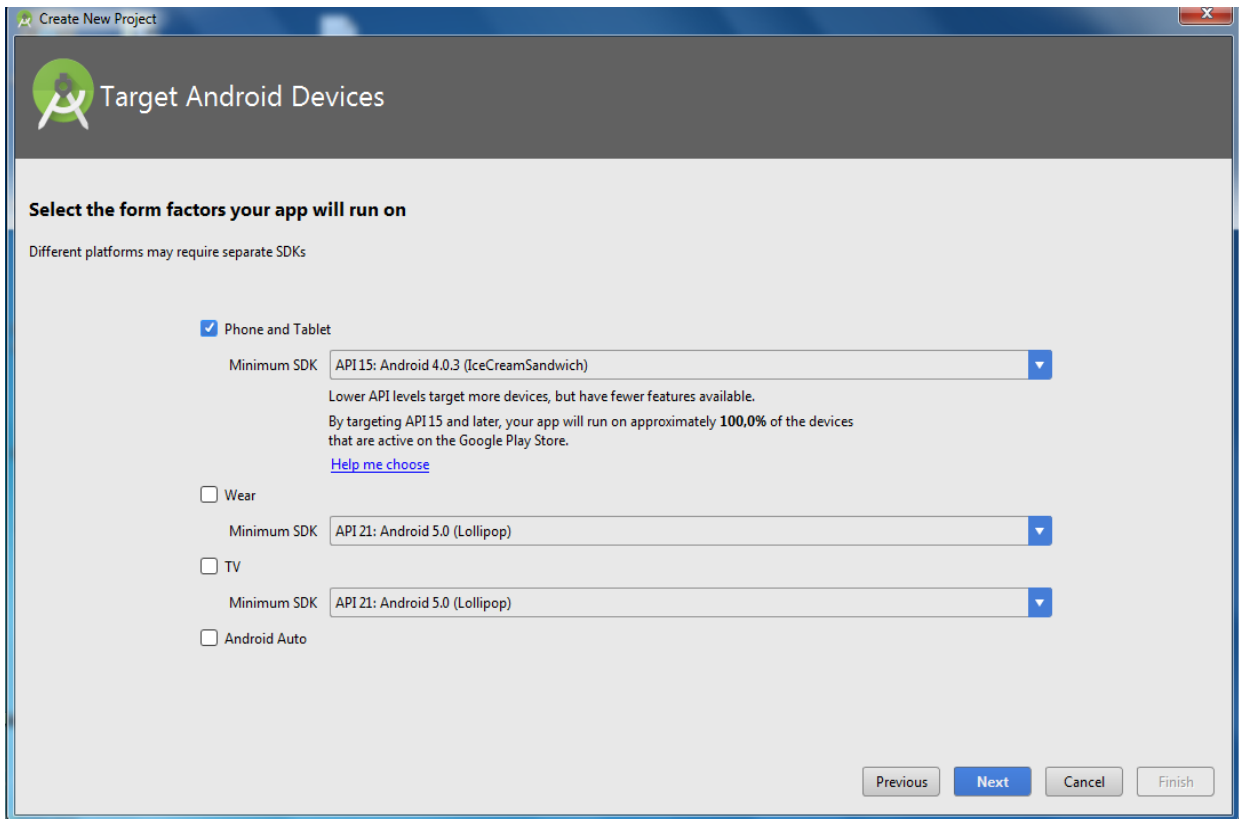 Create New Project
Target Android Devices
Select the form factors your app will run on
Different platforms may require separate SDKs
Phone and Tablet
Minimum SDK API 15: Android 4.0.3 (IceCreamSandwich)
Lower API levels target more devices, but have fewer features available.
By targeting API 15 and later, your app will run on approximately 100,0% of the devices
that are active on the Google Play Store.
Help me choose
Wear
Minimum SDK API 21: Android 5.0 (Lollipop)
TV
Minimum SDK API 21: Android 5.0 (Lollipop)
Android Auto
Previous Next Cancel Finish